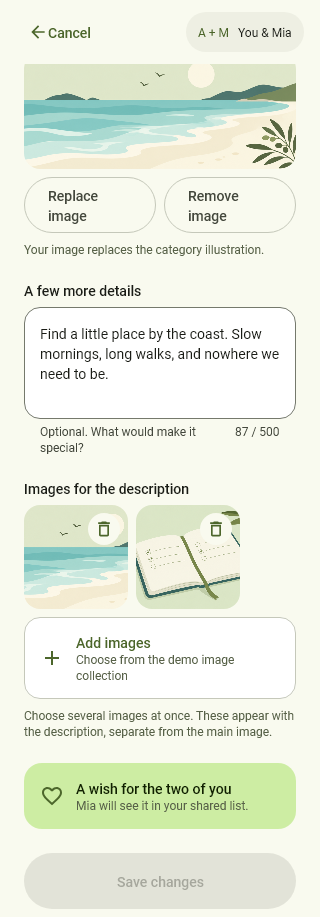 Cancel
A + M You & Mia
Replace
image
Remove
image
Your image replaces the category illustration.
A few more details
Find a little place by the coast. Slow
mornings, long walks, and nowhere we
need to be.
Optional. What would make it
special?
87 / 500
Images for the description
Add images
Choose from the demo image
collection
Choose several images at once. These appear with
the description, separate from the main image.
A wish for the two of you
Mia will see it in your shared list.
Save changes